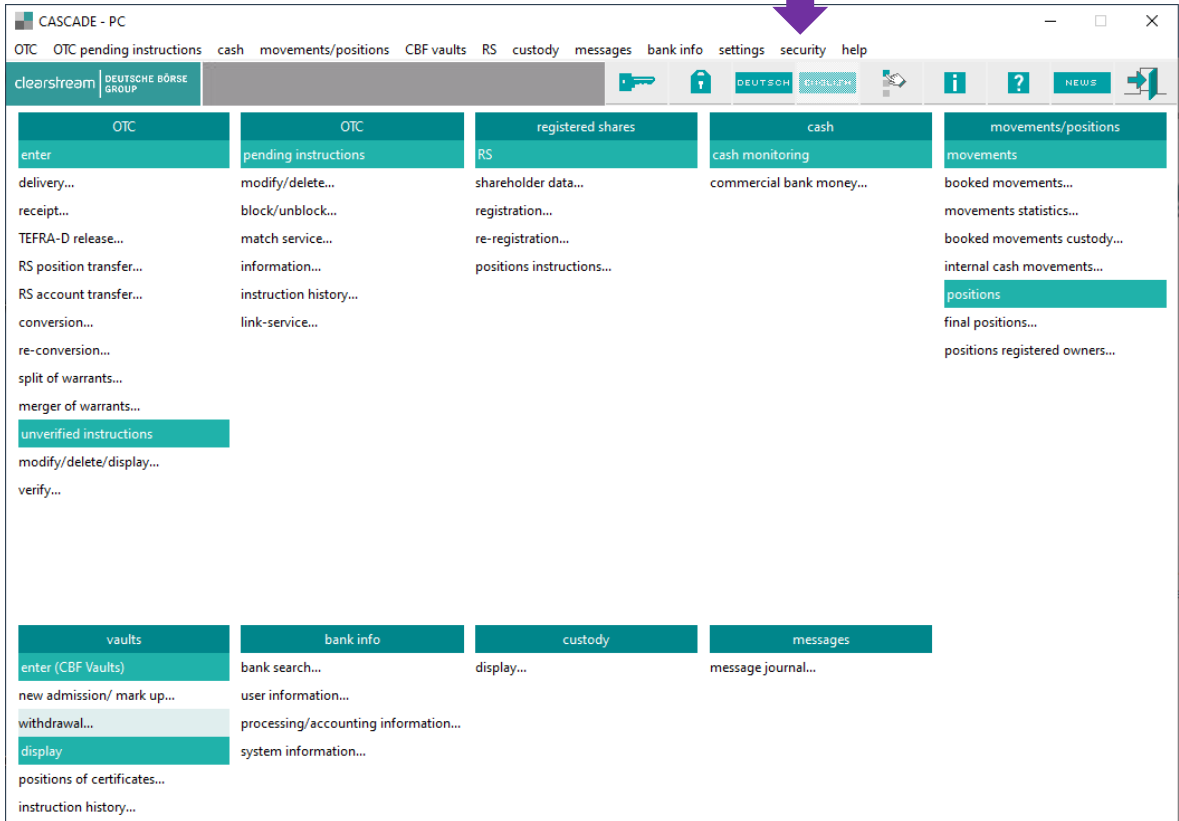 CASCADE - PC
OTC OTC pending instructions cash movements/positions CBF vaults RS custody messages bank info settings security help
clearstream DEUTSCHE BÖRSE GROUP
DEUTSCH ENGLISH i ? NEWS
OTC
enter
delivery...
receipt...
TEFRA-D release...
RS position transfer...
RS account transfer...
conversion...
re-conversion...
split of warrants...
merger of warrants...
unverified instructions
modify/delete/display...
verify...
OTC
pending instructions
modify/delete...
block/unblock...
match service...
information...
instruction history...
link-service...
registered shares
RS
shareholder data...
registration...
re-registration...
positions instructions...
cash
cash monitoring
commercial bank money...
movements/positions
movements
booked movements...
movements statistics...
booked movements custody...
internal cash movements...
positions
final positions...
positions registered owners...
vaults
enter (CBF Vaults)
new admission/ mark up...
withdrawal...
display
positions of certificates...
instruction history...
bank info
bank search...
user information...
processing/accounting information...
system information...
custody
display...
messages
message journal...